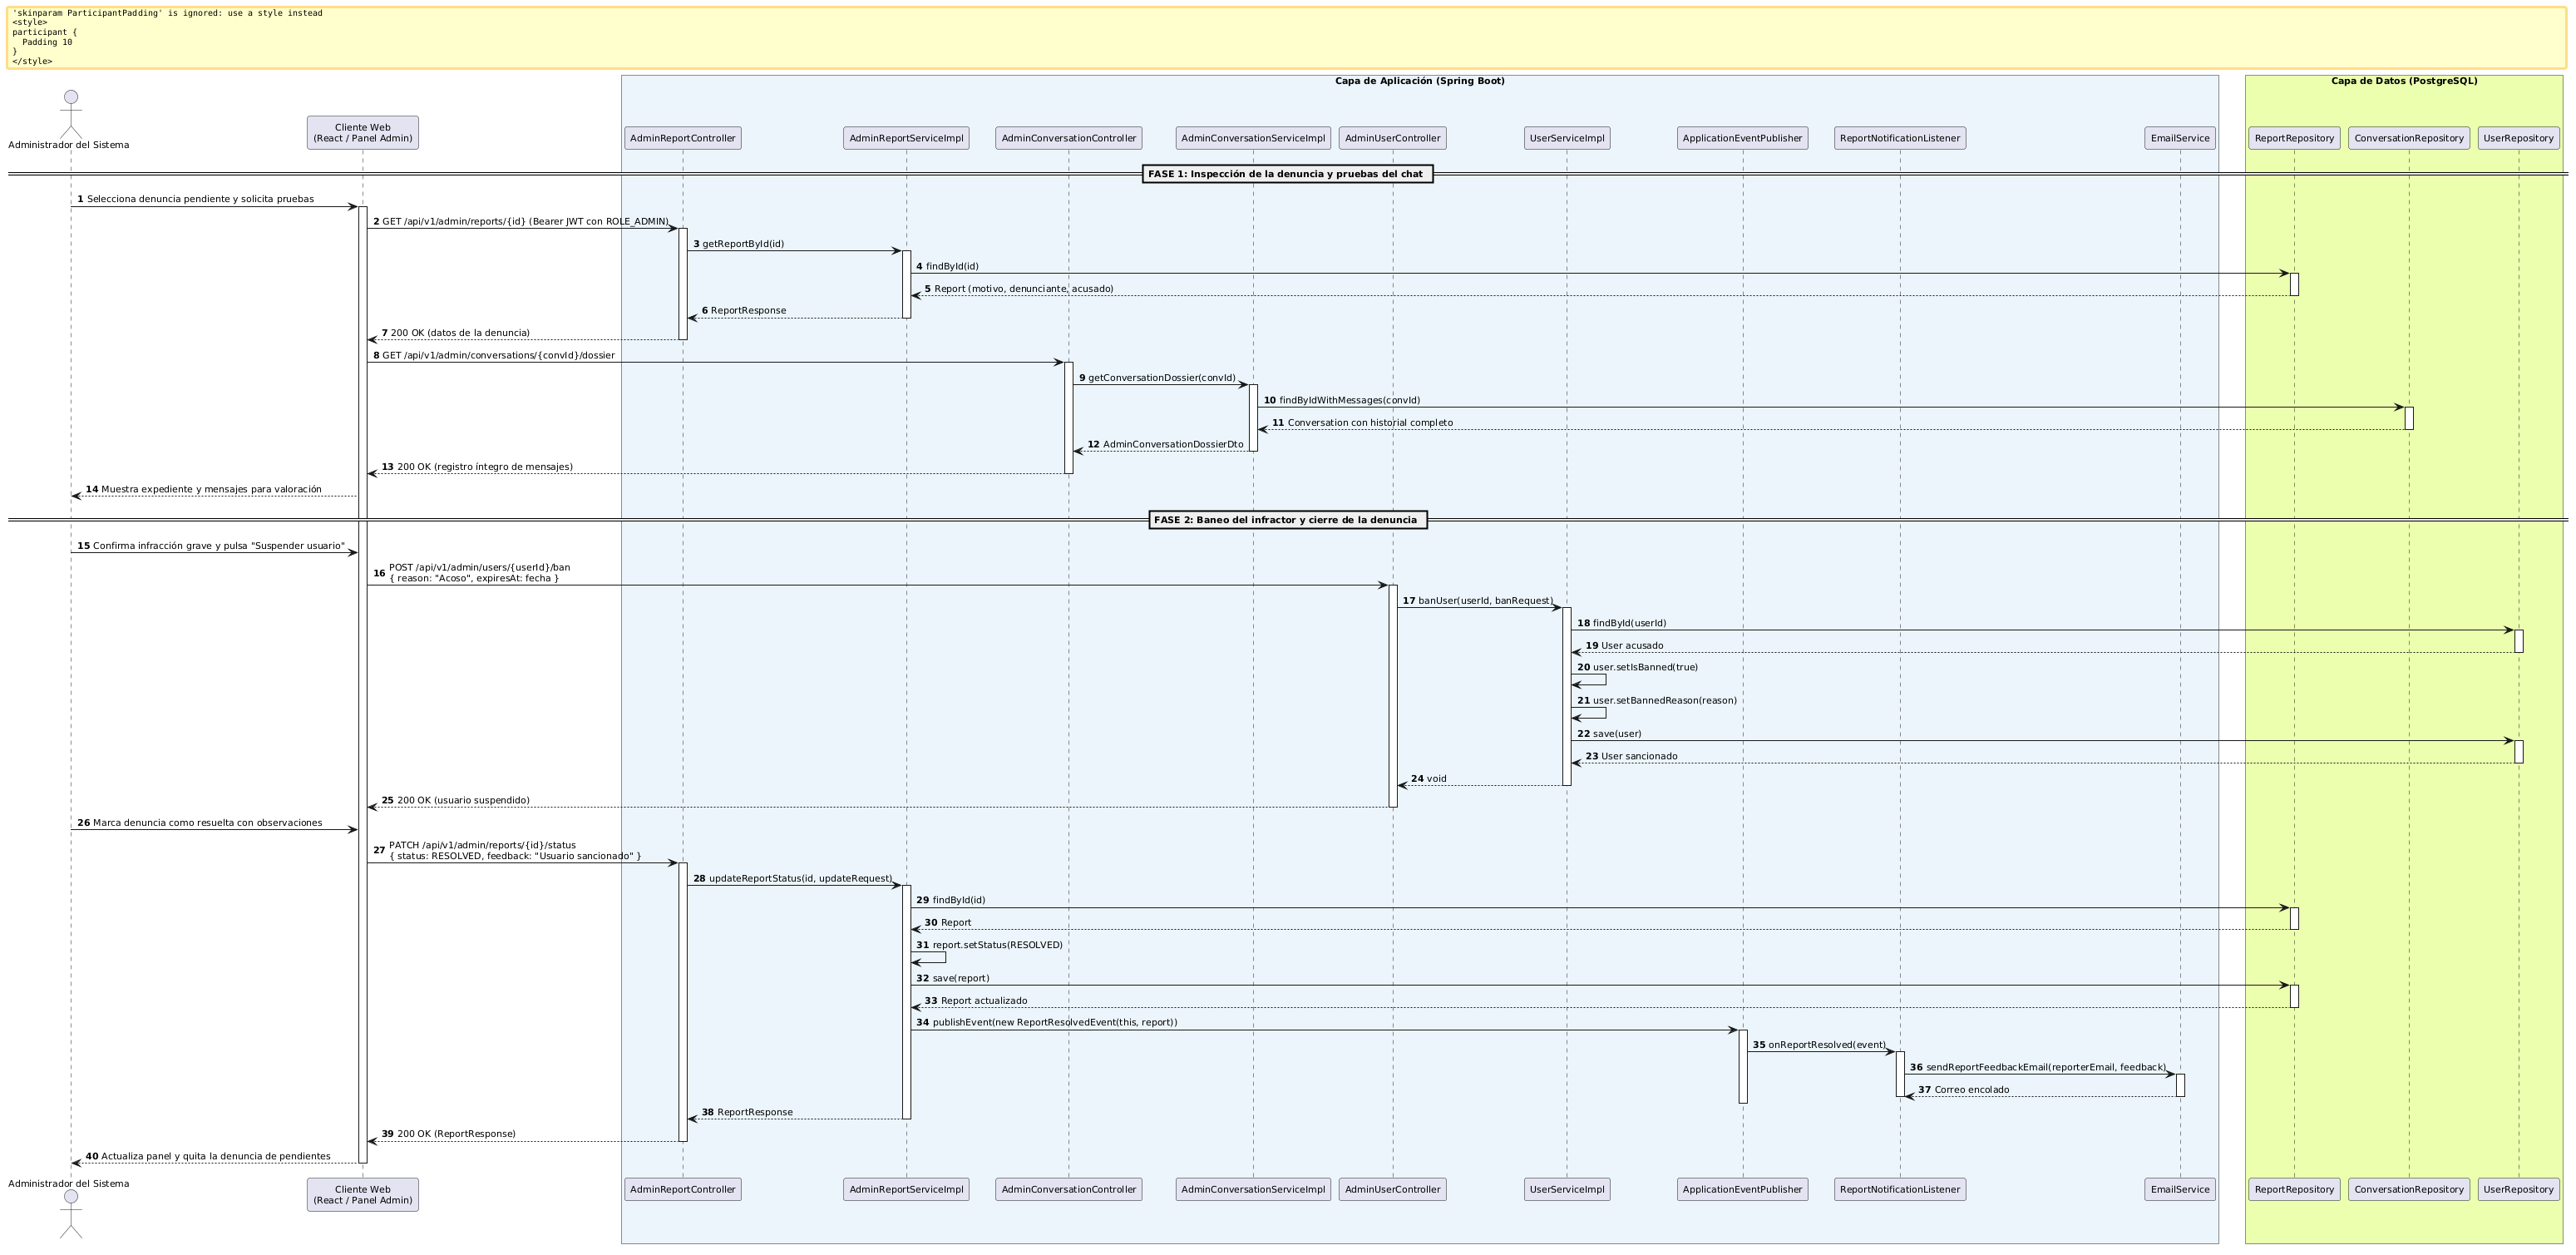 'skinparam ParticipantPadding' is ignored: use a style instead
<style>
participant {
  Padding 10
}
</style>
Capa de Aplicación (Spring Boot)
Capa de Datos (PostgreSQL)
Administrador del Sistema
Cliente Web
(React / Panel Admin)
AdminReportController
AdminReportServiceImpl
AdminConversationController
AdminConversationServiceImpl
AdminUserController
UserServiceImpl
ApplicationEventPublisher
ReportNotificationListener
EmailService
ReportRepository
ConversationRepository
UserRepository
FASE 1: Inspección de la denuncia y pruebas del chat
1 Selecciona denuncia pendiente y solicita pruebas
2 GET /api/v1/admin/reports/{id} (Bearer JWT con ROLE_ADMIN)
3 getReportById(id)
4 findById(id)
5 Report (motivo, denunciante, acusado)
6 ReportResponse
7 200 OK (datos de la denuncia)
8 GET /api/v1/admin/conversations/{convId}/dossier
9 getConversationDossier(convId)
10 findByIdWithMessages(convId)
11 Conversation con historial completo
12 AdminConversationDossierDto
13 200 OK (registro íntegro de mensajes)
14 Muestra expediente y mensajes para valoración
FASE 2: Baneo del infractor y cierre de la denuncia
15 Confirma infracción grave y pulsa "Suspender usuario"
16 POST /api/v1/admin/users/{userId}/ban
{ reason: "Acoso", expiresAt: fecha }
17 banUser(userId, banRequest)
18 findById(userId)
19 User acusado
20 user.setIsBanned(true)
21 user.setBannedReason(reason)
22 save(user)
23 User sancionado
24 void
25 200 OK (usuario suspendido)
26 Marca denuncia como resuelta con observaciones
27 PATCH /api/v1/admin/reports/{id}/status
{ status: RESOLVED, feedback: "Usuario sancionado" }
28 updateReportStatus(id, updateRequest)
29 findById(id)
30 Report
31 report.setStatus(RESOLVED)
32 save(report)
33 Report actualizado
34 publishEvent(new ReportResolvedEvent(this, report))
35 onReportResolved(event)
36 sendReportFeedbackEmail(reporterEmail, feedback)
37 Correo encolado
38 ReportResponse
39 200 OK (ReportResponse)
40 Actualiza panel y quita la denuncia de pendientes
Administrador del Sistema
Cliente Web
(React / Panel Admin)
AdminReportController
AdminReportServiceImpl
AdminConversationController
AdminConversationServiceImpl
AdminUserController
UserServiceImpl
ApplicationEventPublisher
ReportNotificationListener
EmailService
ReportRepository
ConversationRepository
UserRepository